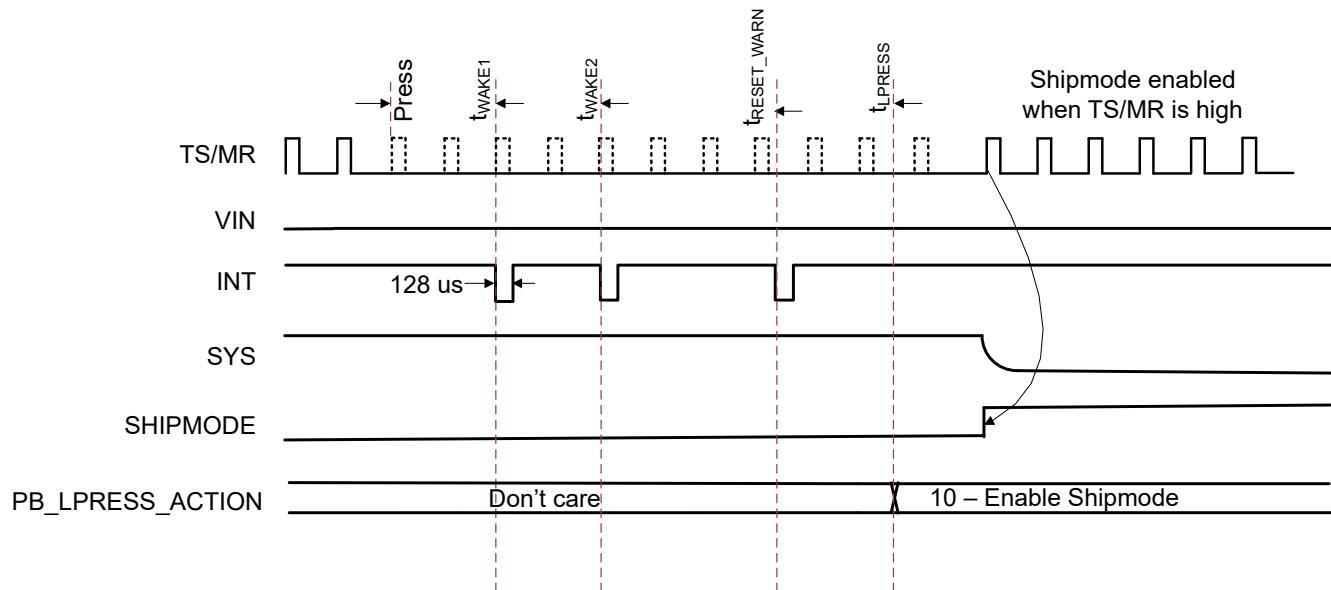 Press
tWAKE1
tWAKE2
tRESET_WARN
tLPRESS
Shipmode enabled
when TS/MR is high
TS/MR
VIN
INT
128 us
SYS
SHIPMODE
PB_LPRESS_ACTION
Don't care
10 – Enable Shipmode